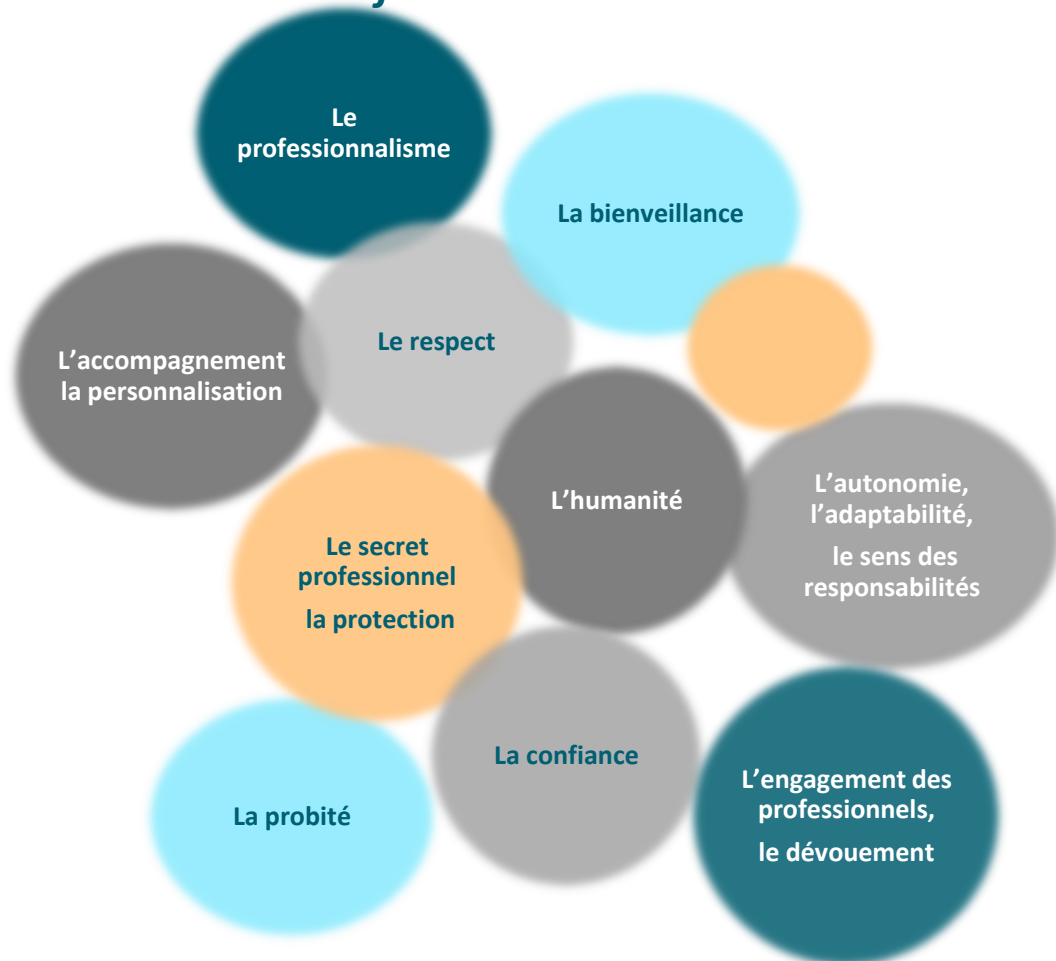 Le
professionnalisme
La bienveillance
Le respect
L’accompagnement
la personnalisation
L’humanité
L’autonomie,
l’adaptabilité,
le sens des
responsabilités
Le secret
professionnel
la protection
La confiance
La probité
L’engagement des
professionnels,
le dévouement